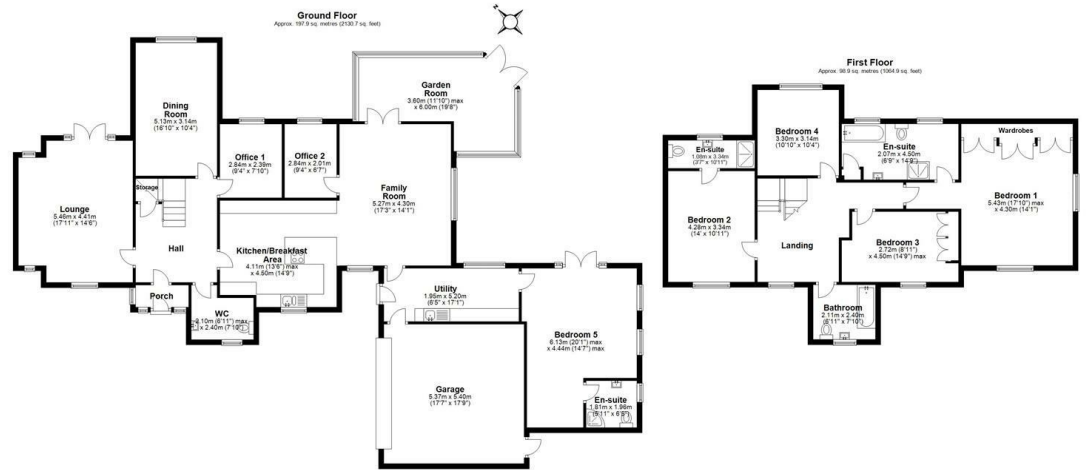 Ground Floor
Approx. 197.9 sq. metres (2130.7 sq. feet)
N
Garden
Room
3.60m (11'10") max
x 6.00m (19'8")
Dining
Room
5.13m x 3.14m
(16'10" x 10'4")
Office 1
2.84m x 2.39m
(9'4" x 7'10")
Office 2
2.84m x 2.01m
(9'4" x 6'7")
Storage
Lounge
5.46m x 4.41m
(17'11" x 14'6")
Family
Room
5.27m x 4.30m
(17'3" x 14'1")
Hall
Kitchen/Breakfast
Area
4.11m (13'6") max
x 4.50m (14'9")
Porch
WC
2.10m (6'11") max
x 2.40m (7'10")
Utility
1.95m x 5.20m
(6'5" x 17'1")
Bedroom 5
6.13m (20'1") max
x 4.44m (14'7") max
Garage
5.37m x 5.40m
(17'7" x 17'9")
En-suite
1.81m x 1.96m
(5'11" x 6'5")
First Floor
Approx. 98.9 sq. metres (1064.9 sq. feet)
Bedroom 4
3.30m x 3.14m
(10'10" x 10'4")
En-suite
1.08m x 3.34m
(3'7" x 10'11")
En-suite
2.07m x 4.50m
(6'9" x 14'9")
Wardrobes
Bedroom 1
5.43m (17'10") max
x 4.30m (14'1")
Bedroom 2
4.28m x 3.34m
(14' x 10'11")
Landing
Bedroom 3
2.72m (8'11")
x 4.50m (14'9") max
Bathroom
2.11m x 2.40m
(6'11" x 7'10")